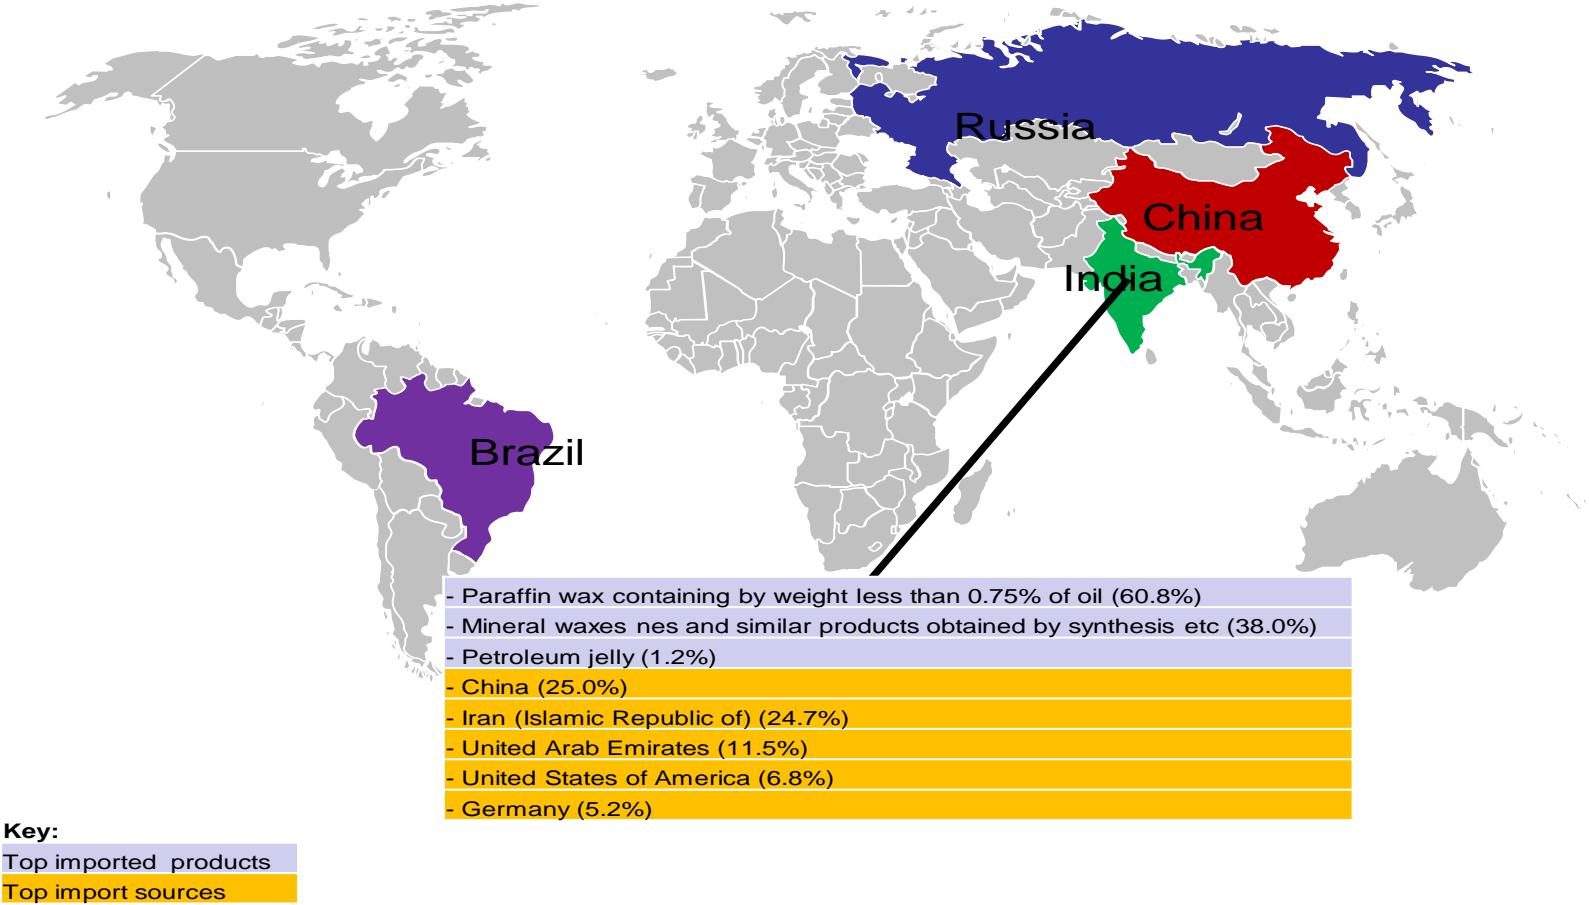 Russia
China
India
Brazil
- Paraffin wax containing by weight less than 0.75% of oil (60.8%)
- Mineral waxes nes and similar products obtained by synthesis etc (38.0%)
- Petroleum jelly (1.2%)
- China (25.0%)
- Iran (Islamic Republic of) (24.7%)
- United Arab Emirates (11.5%)
- United States of America (6.8%)
- Germany (5.2%)
Key:
Top imported products
Top import sources